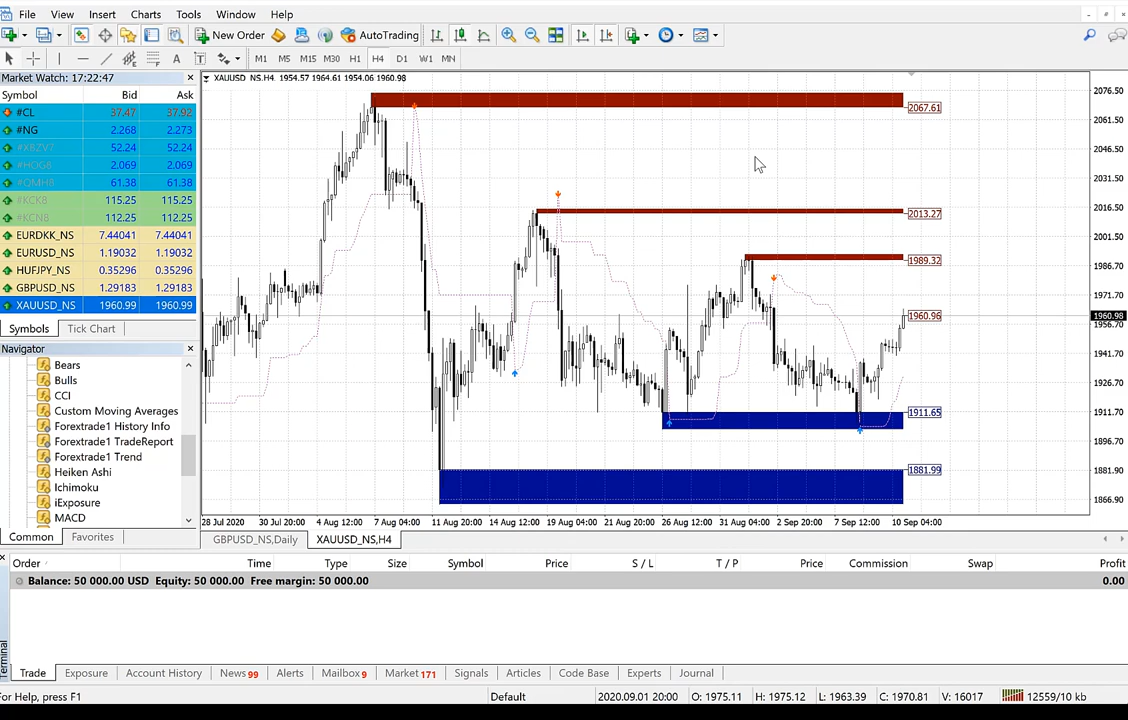 File View Insert Charts Tools Window Help
New Order AutoTrading
A T M1 M5 M15 M30 H1 H4 D1 W1 MN
Market Watch: 17:22:47
Symbol Bid Ask
#CL 37.47 37.92
#NG 2.268 2.273
#XBZV7 52.24 52.24
#HOG8 2.069 2.069
#QMH8 61.38 61.38
#KCK8 115.25 115.25
#KCN8 112.25 112.25
EURDKK_NS 7.44041 7.44041
EURUSD_NS 1.19032 1.19032
HUFJPY_NS 0.35296 0.35296
GBPUSD_NS 1.29183 1.29183
XAUUSD_NS 1960.99 1960.99
Symbols Tick Chart
Navigator
Bears
Bulls
CCI
Custom Moving Averages
Forextrade1 History Info
Forextrade1 TradeReport
Forextrade1 Trend
Heiken Ashi
Ichimoku
iExposure
MACD
Common Favorites
XAUUSD_NS,H4 1954.57 1964.61 1954.06 1960.98
2067.61
2013.27
1989.32
1960.96
1911.65
1881.99
2076.50
2061.50
2046.50
2031.50
2016.50
2001.50
1986.70
1971.70
1960.98
1956.70
1941.70
1926.70
1911.70
1896.70
1881.90
1866.90
28 Jul 2020 30 Jul 20:00 4 Aug 12:00 7 Aug 04:00 11 Aug 20:00 14 Aug 12:00 19 Aug 04:00 21 Aug 20:00 26 Aug 12:00 31 Aug 04:00 2 Sep 20:00 7 Sep 12:00 10 Sep 04:00
GBPUSD_NS,Daily XAUUSD_NS,H4
Order Time Type Size Symbol Price S / L T / P Price Commission Swap Profit
Balance: 50 000.00 USD Equity: 50 000.00 Free margin: 50 000.00 0.00
Terminal
Trade Exposure Account History News 99 Alerts Mailbox 9 Market 171 Signals Articles Code Base Experts Journal
For Help, press F1 Default 2020.09.01 20:00 O: 1975.11 H: 1975.12 L: 1963.39 C: 1970.81 V: 16017 12559/10 kb